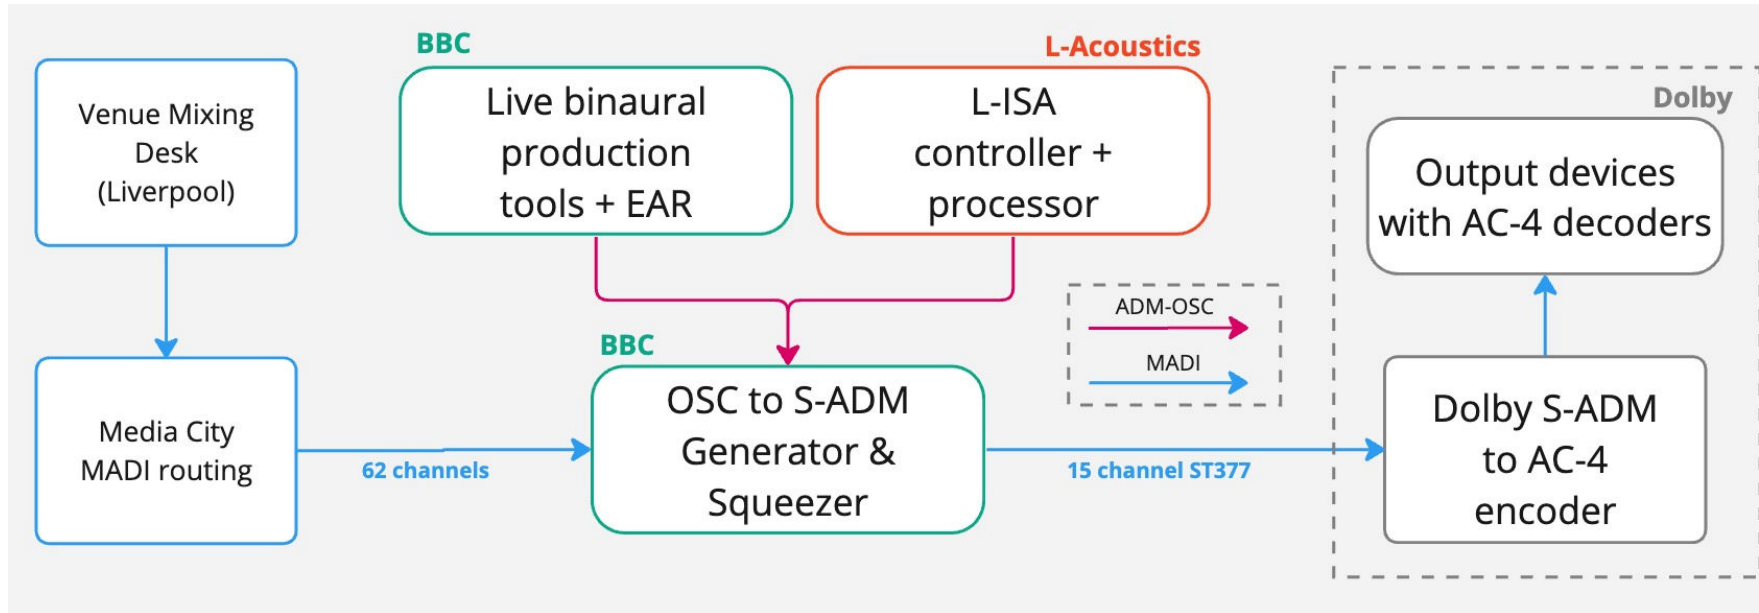 BBC
L-Acoustics
Dolby
Venue Mixing
Desk
(Liverpool)
Live binaural
production
tools + EAR
L-ISA
controller +
processor
Output devices
with AC-4 decoders
ADM-OSC
MADI
BBC
Media City
MADI routing
62 channels
OSC to S-ADM
Generator &
Squeezer
15 channel ST377
Dolby S-ADM
to AC-4
encoder